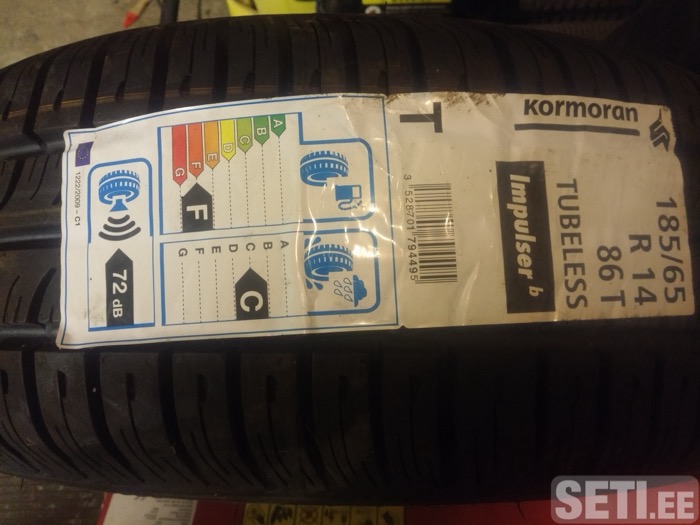 Kormoran
185/65
R 14
86 T
TUBELESS
Impulser b
T
3 528701 794495
A
B
C
D
E
F
G
F
A
B
C
D
E
F
G
C
72 dB
1222/2009 - C1
SETI.EE